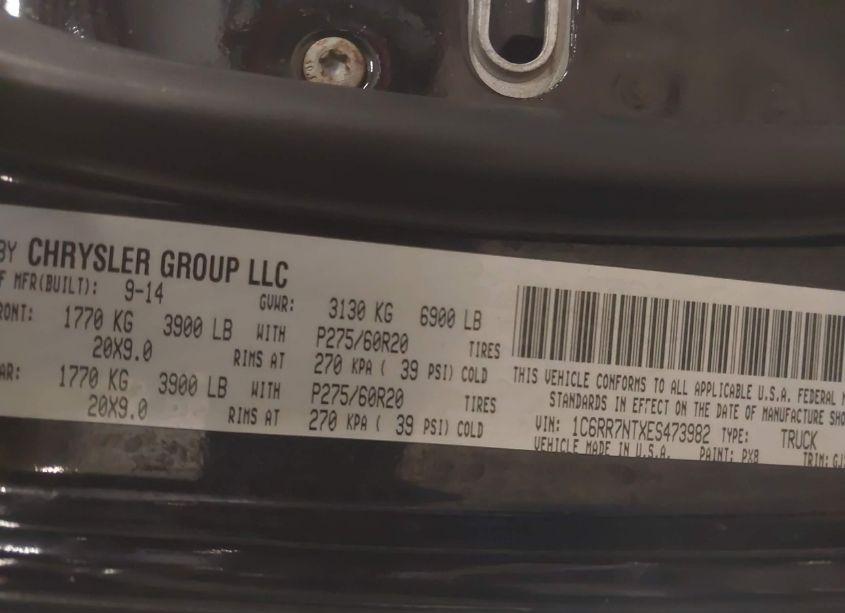 BY CHRYSLER GROUP LLC
F MFR(BUILT): 9-14 GVWR: 3130 KG 6900 LB
RONT: 1770 KG 3900 LB WITH P275/60R20 TIRES
20X9.0 RIMS AT 270 KPA ( 39 PSI) COLD
AR: 1770 KG 3900 LB WITH P275/60R20 TIRES
20X9.0 RIMS AT 270 KPA ( 39 PSI) COLD
THIS VEHICLE CONFORMS TO ALL APPLICABLE U.S.A. FEDERAL M
STANDARDS IN EFFECT ON THE DATE OF MANUFACTURE SHO
VIN: 1C6RR7NTXES473982 TYPE: TRUCK
VEHICLE MADE IN U.S.A. PAINT: PX8 TRIM: GJ